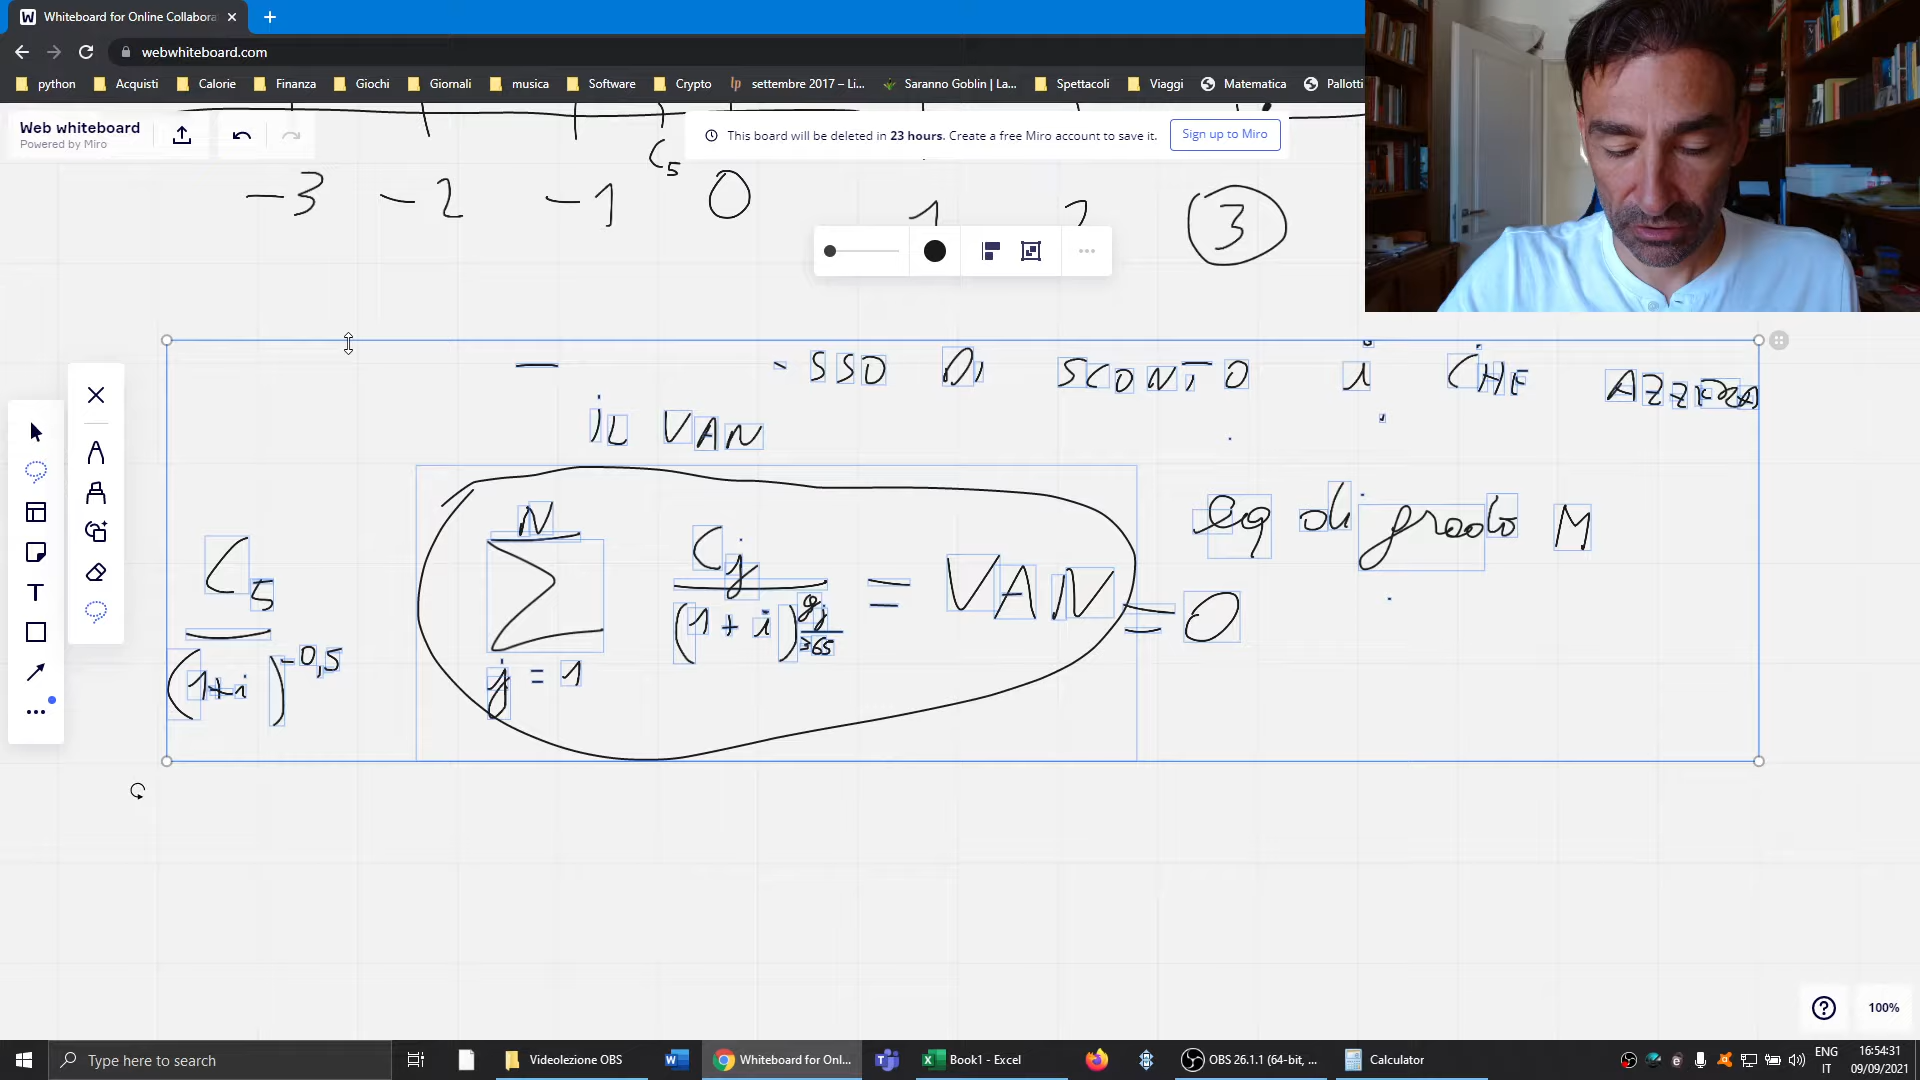 Whiteboard for Online Collabora
webwhiteboard.com
python Acquisti Calorie Finanza Giochi Giornali musica Software Crypto settembre 2017 – Li... Saranno Goblin | La... Spettacoli Viaggi Matematica Pallotti
Web whiteboard
Powered by Miro
This board will be deleted in 23 hours. Create a free Miro account to save it.
Sign up to Miro
C5
-3 -2 -1 0 1 2 3
SSO DI SCONTO i CHE AZZERA
IL VAN
eq di grado M
C5 / (1+i)^-0,5
N Σ j = 1 Cj / (1 + i)^gj/365 = VAN = 0
100%
Type here to search
Videolezione OBS
Whiteboard for Onl...
Book1 - Excel
OBS 26.1.1 (64-bit, ...
Calculator
ENG
IT
16:54:31
09/09/2021